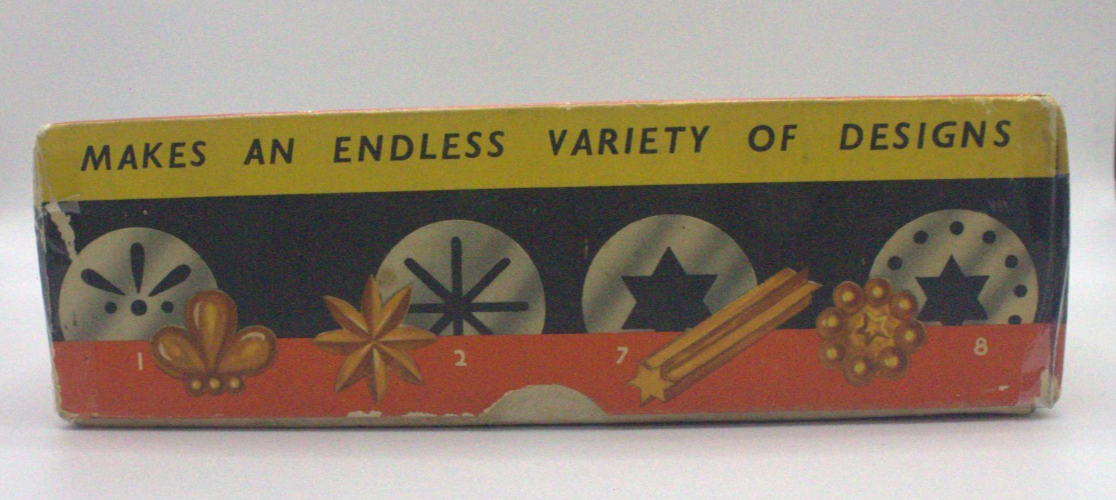 MAKES AN ENDLESS VARIETY OF DESIGNS
1 2 7 8